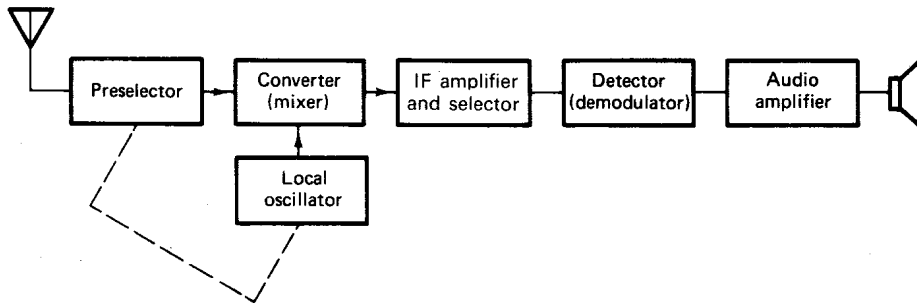 Preselector
Converter
(mixer)
IF amplifier
and selector
Detector
(demodulator)
Audio
amplifier
Local
oscillator